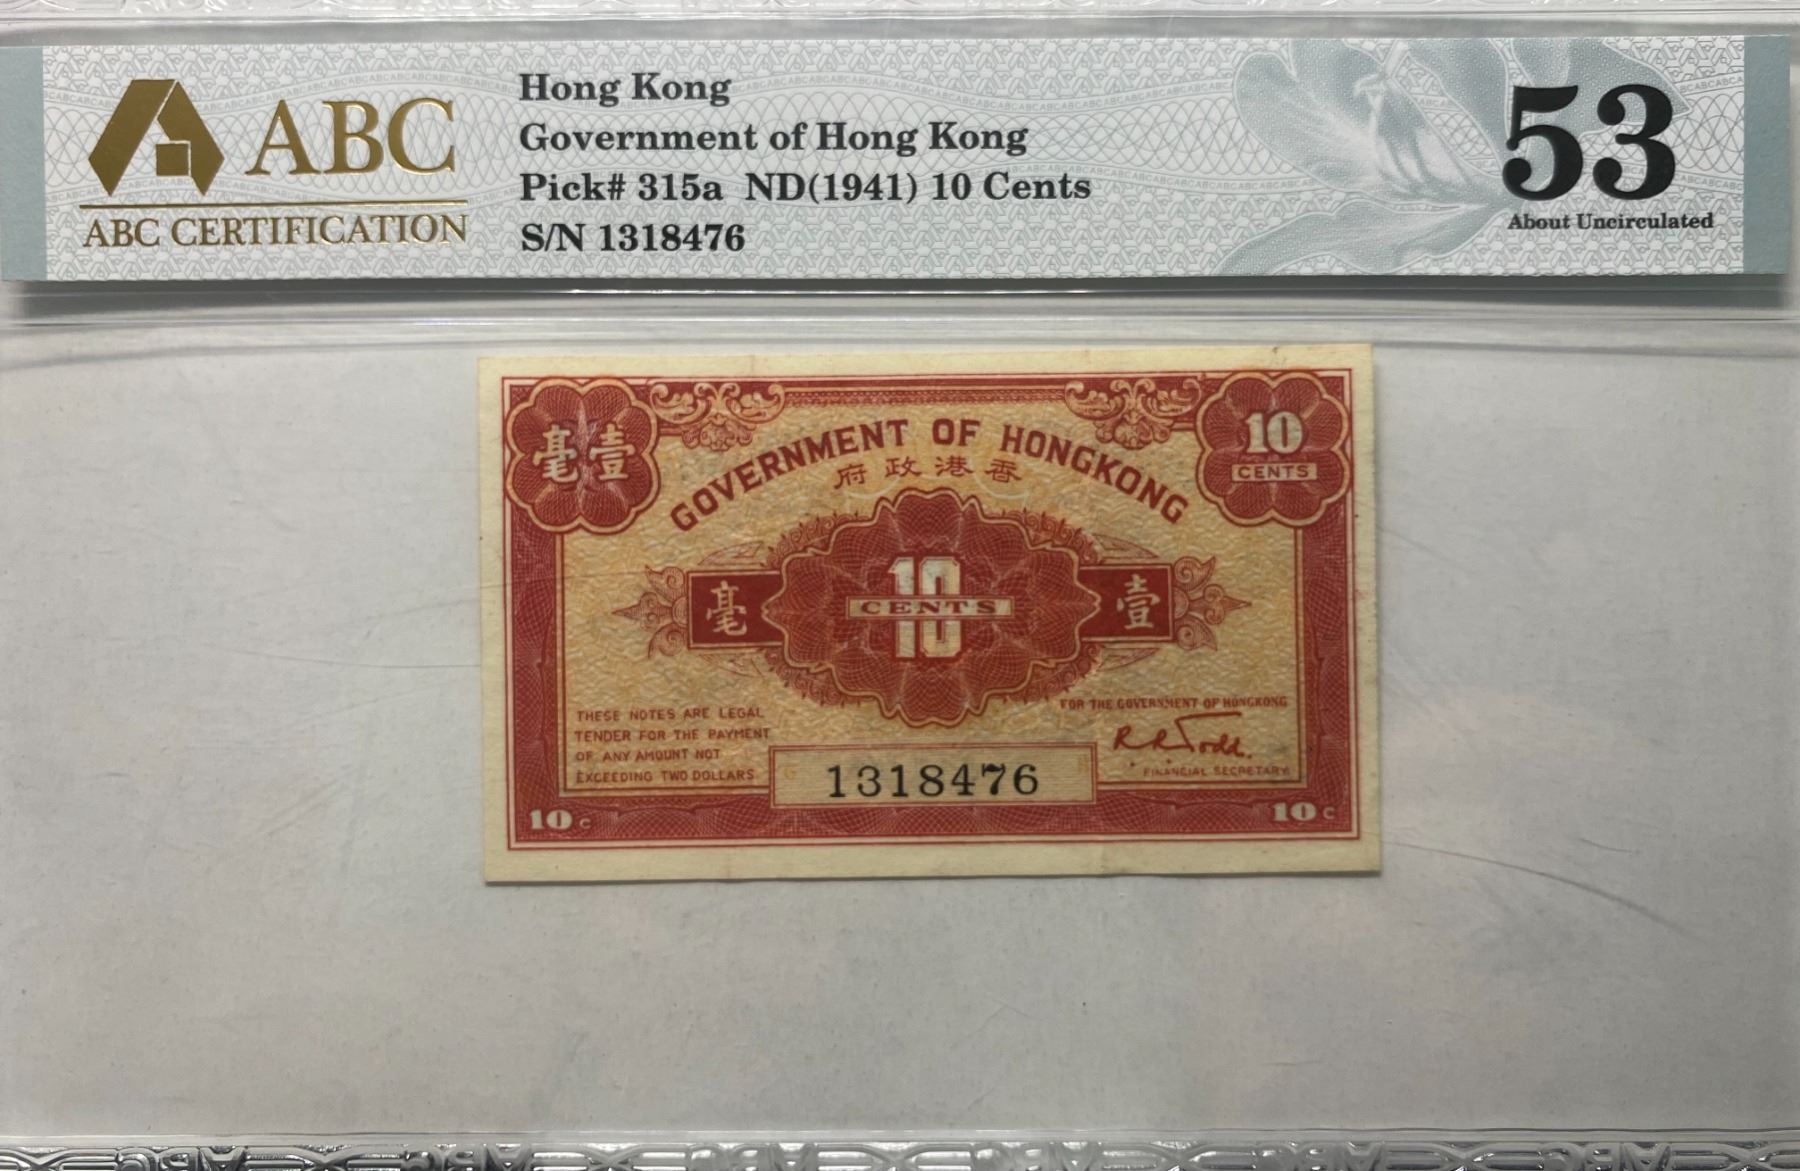 ABC
ABC CERTIFICATION
Hong Kong
Government of Hong Kong
Pick# 315a ND(1941) 10 Cents
S/N 1318476
53
About Uncirculated
毫壹
10
CENTS
GOVERNMENT OF HONGKONG
府政港香
毫
10
CENTS
壹
THESE NOTES ARE LEGAL
TENDER FOR THE PAYMENT
OF ANY AMOUNT NOT
EXCEEDING TWO DOLLARS
FOR THE GOVERNMENT OF HONGKONG
R R Todd.
FINANCIAL SECRETARY
G 1318476
10 C
10 C